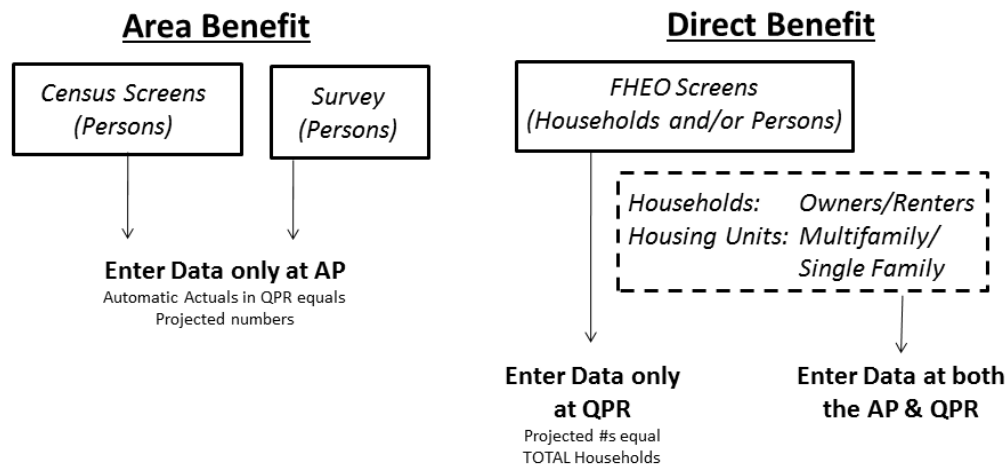 Area Benefit
Census Screens
(Persons)
Survey
(Persons)
Enter Data only at AP
Automatic Actuals in QPR equals
Projected numbers
Direct Benefit
FHEO Screens
(Households and/or Persons)
Households: Owners/Renters
Housing Units: Multifamily/
Single Family
Enter Data only
at QPR
Projected #s equal
TOTAL Households
Enter Data at both
the AP & QPR